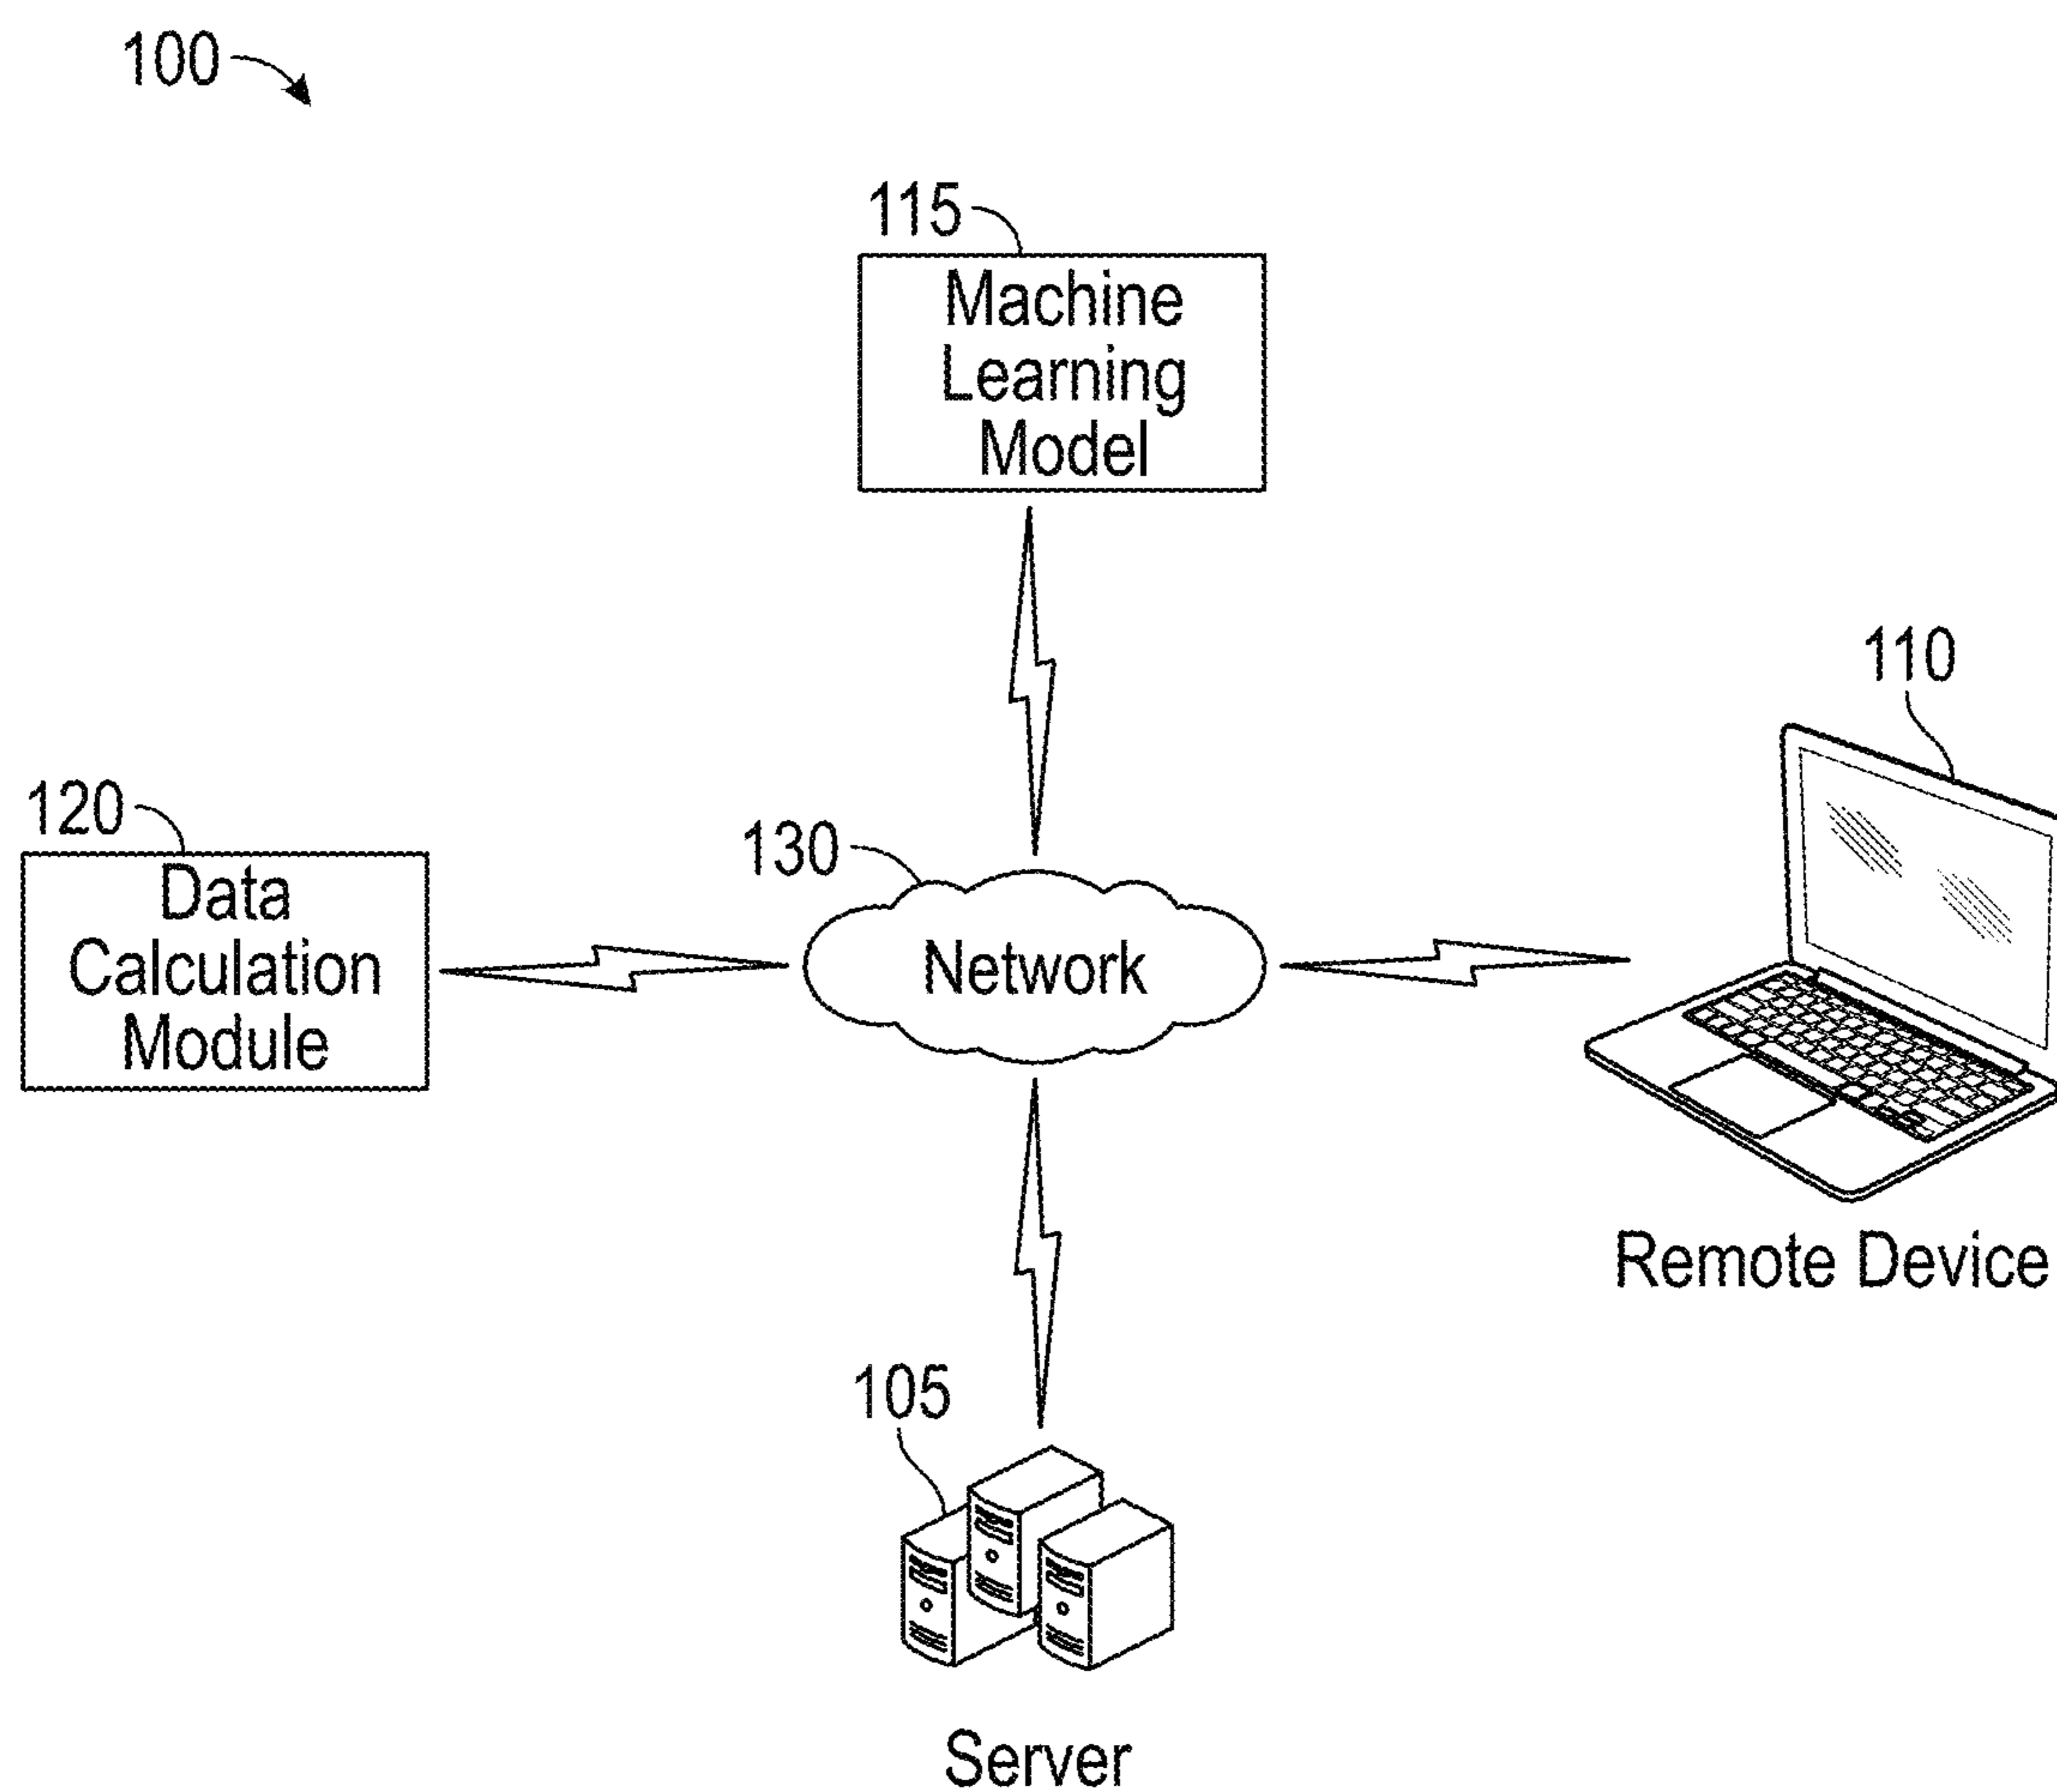 100
115
Machine
Learning
Model
110
120
Data
Calculation
Module
130
Network
Remote Device
105
Server